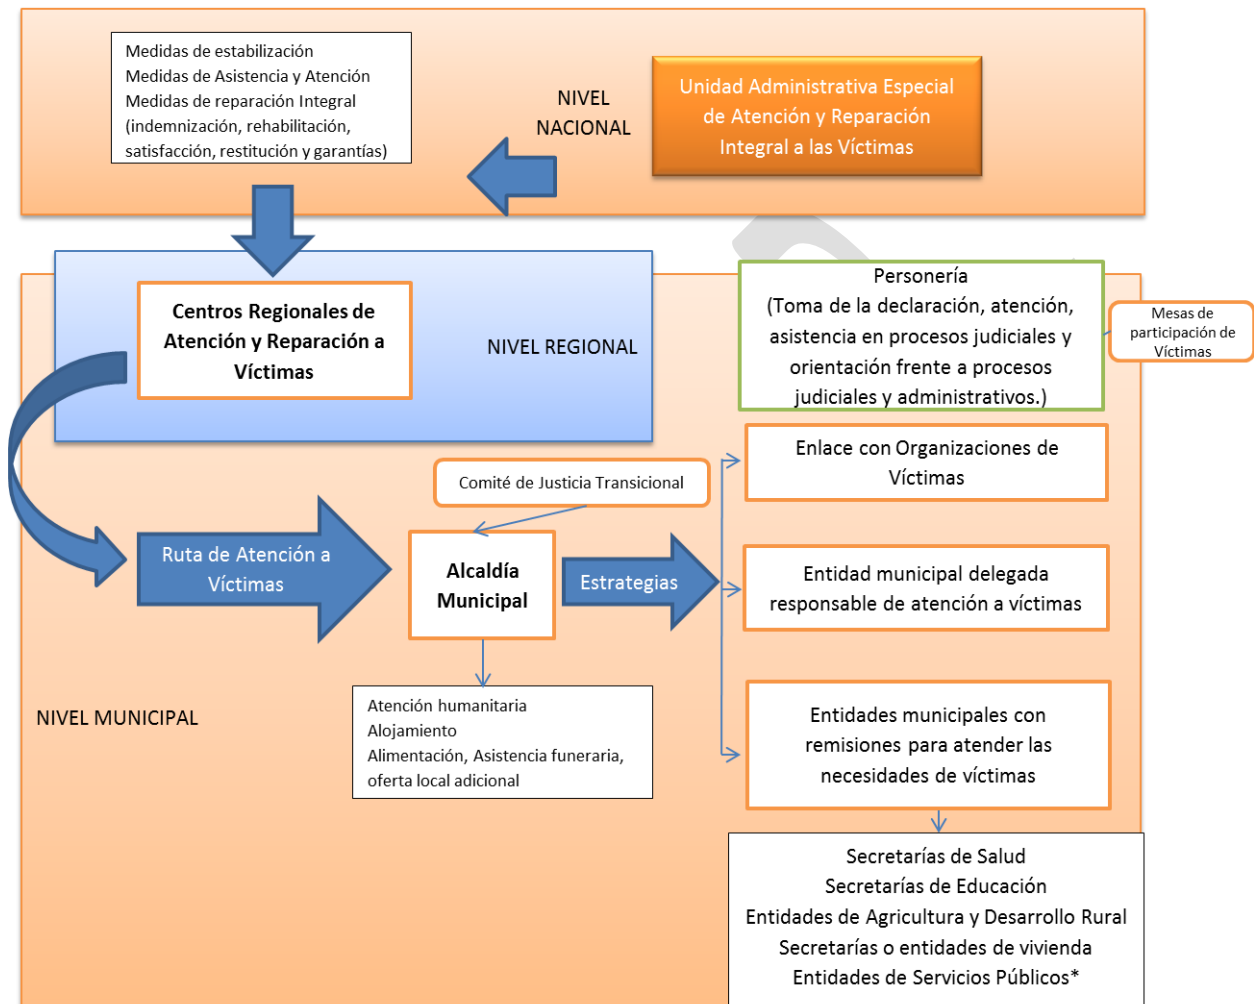 Medidas de estabilización
Medidas de Asistencia y Atención
Medidas de reparación Integral
(indemnización, rehabilitación,
satisfacción, restitución y garantías)
NIVEL
NACIONAL
Unidad Administrativa Especial
de Atención y Reparación
Integral a las Víctimas
Centros Regionales de
Atención y Reparación a
Víctimas
NIVEL REGIONAL
Personería
(Toma de la declaración, atención,
asistencia en procesos judiciales y
orientación frente a procesos
judiciales y administrativos.)
Mesas de
participación de
Víctimas
Comité de Justicia Transicional
Enlace con Organizaciones de
Víctimas
Ruta de Atención a
Víctimas
Alcaldía
Municipal
Estrategias
Entidad municipal delegada
responsable de atención a víctimas
NIVEL MUNICIPAL
Atención humanitaria
Alojamiento
Alimentación, Asistencia funeraria,
oferta local adicional
Entidades municipales con
remisiones para atender las
necesidades de víctimas
Secretarías de Salud
Secretarías de Educación
Entidades de Agricultura y Desarrollo Rural
Secretarías o entidades de vivienda
Entidades de Servicios Públicos*